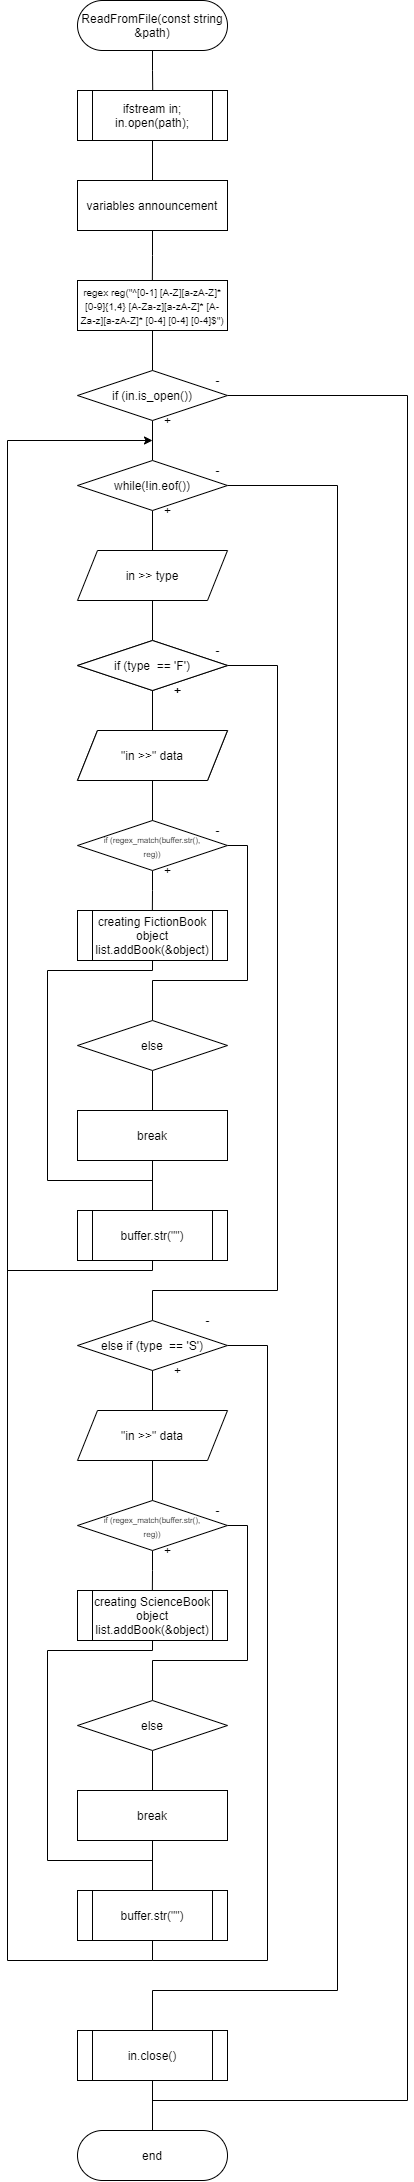 ReadFromFile(const string
&path)
ifstream in;
in.open(path);
variables announcement
regex reg("^[0-1] [A-Z][a-zA-Z]*
[0-9]{1,4} [A-Za-z][a-zA-Z]* [A-
Za-z][a-zA-Z]* [0-4] [0-4] [0-4]$")
-
if (in.is_open())
+
-
while(!in.eof())
+
in >> type
-
if (type  == 'F')
+
"in >>" data
-
if (regex_match(buffer.str(),
reg))
+
creating FictionBook
object
list.addBook(&object)
else
break
buffer.str("")
-
else if (type  == 'S')
+
"in >>" data
-
if (regex_match(buffer.str(),
reg))
+
creating ScienceBook
object
list.addBook(&object)
else
break
buffer.str("")
in.close()
end